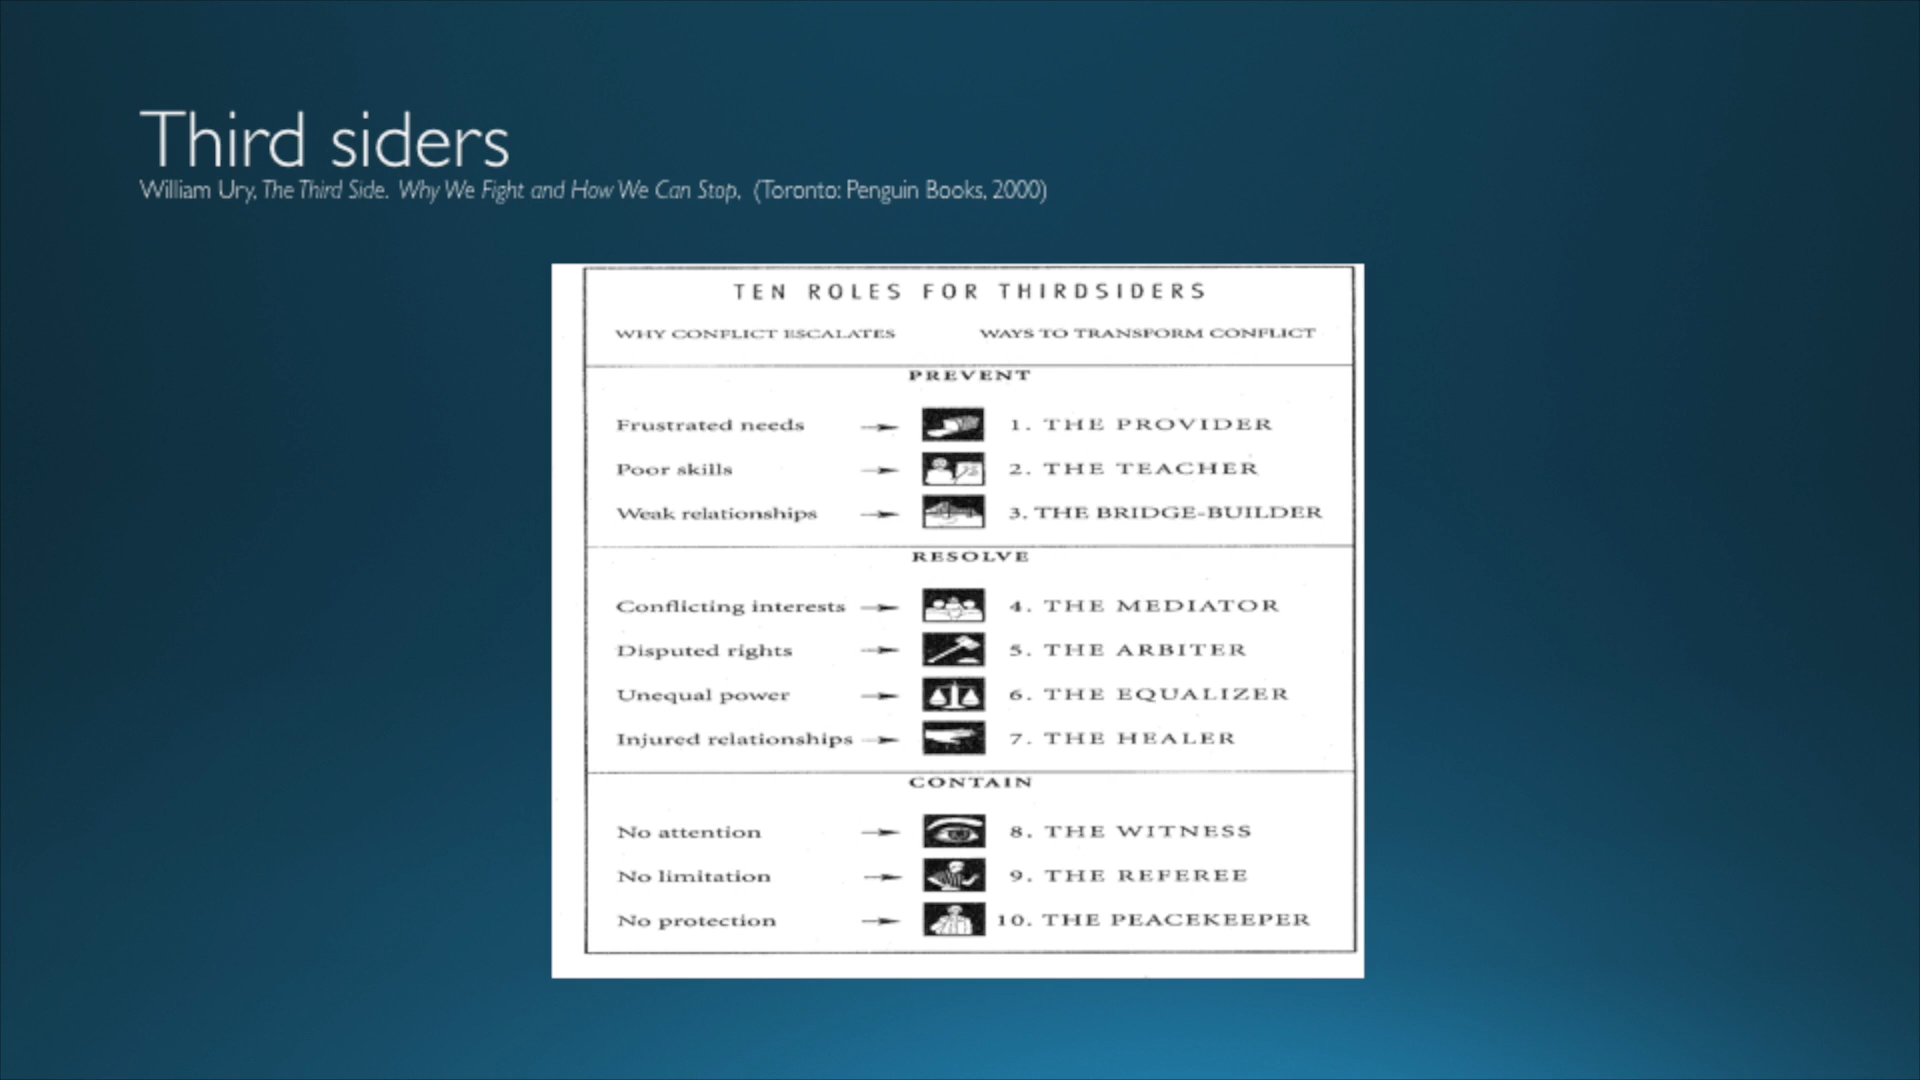 Third siders
William Ury, The Third Side. Why We Fight and How We Can Stop, (Toronto: Penguin Books, 2000)
TEN ROLES FOR THIRDSIDERS
WHY CONFLICT ESCALATES WAYS TO TRANSFORM CONFLICT
PREVENT
Frustrated needs 1. THE PROVIDER
Poor skills 2. THE TEACHER
Weak relationships 3. THE BRIDGE-BUILDER
RESOLVE
Conflicting interests 4. THE MEDIATOR
Disputed rights 5. THE ARBITER
Unequal power 6. THE EQUALIZER
Injured relationships 7. THE HEALER
CONTAIN
No attention 8. THE WITNESS
No limitation 9. THE REFEREE
No protection 10. THE PEACEKEEPER